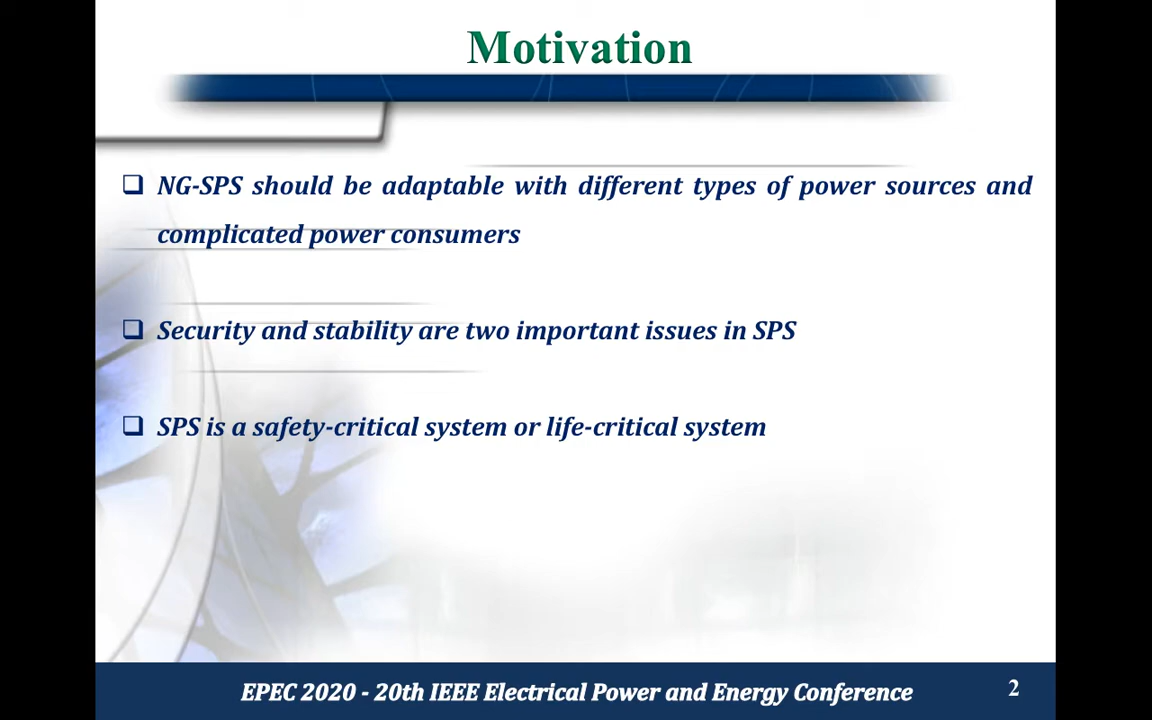 Motivation
NG-SPS should be adaptable with different types of power sources and
complicated power consumers
Security and stability are two important issues in SPS
SPS is a safety-critical system or life-critical system
EPEC 2020 - 20th IEEE Electrical Power and Energy Conference
2